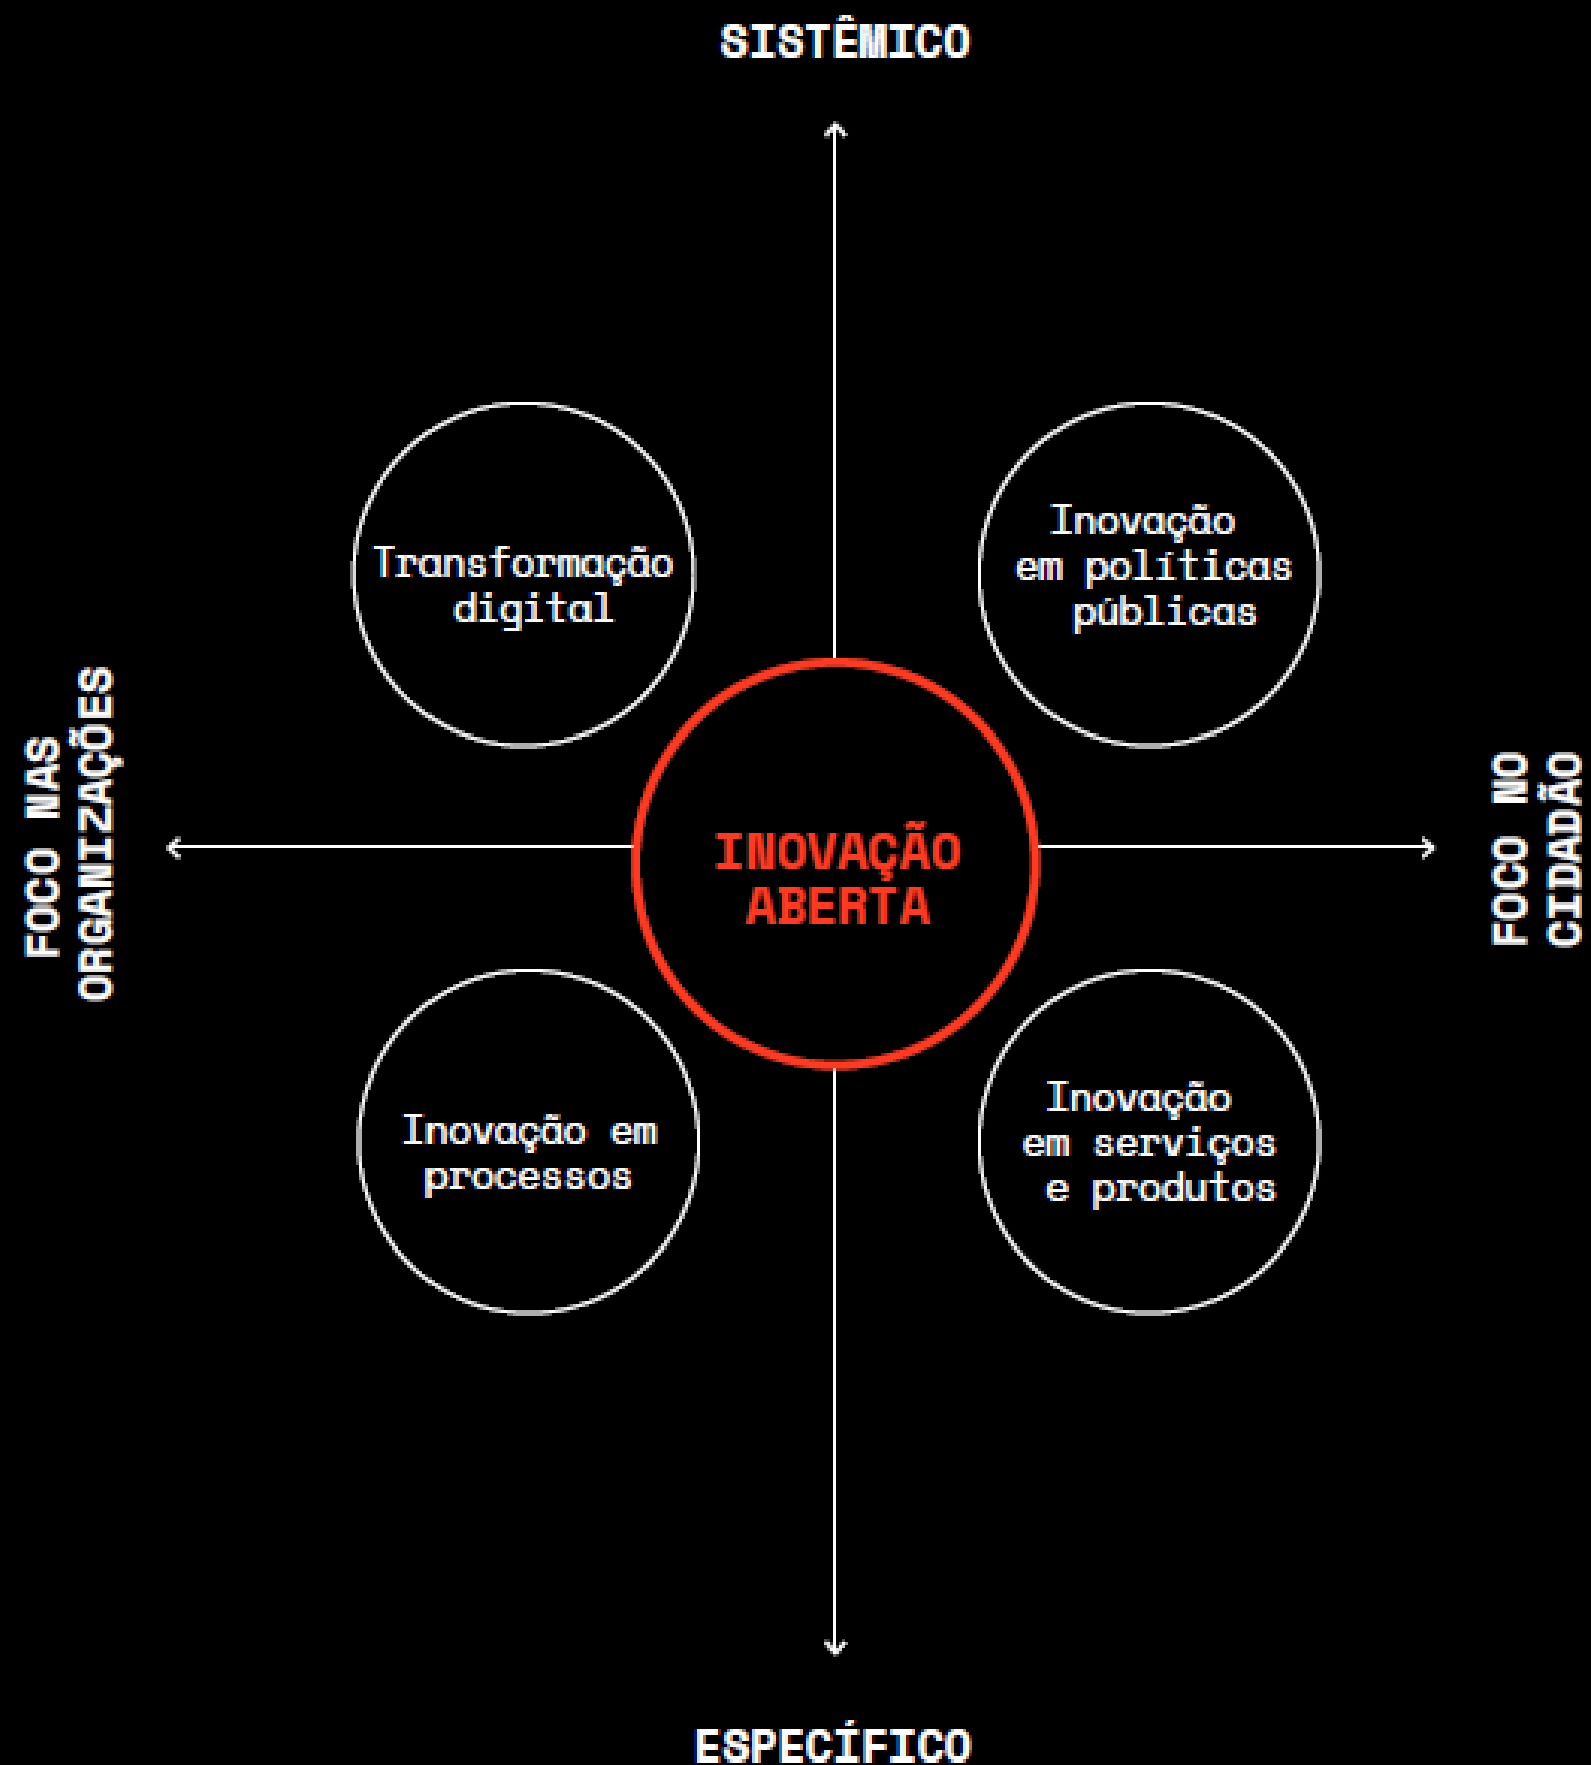 SISTÊMICO
Transformação
digital
Inovação
em políticas
públicas
FOCO NAS
ORGANIZAÇÕES
INOVAÇÃO
ABERTA
FOCO NO
CIDADÃO
Inovação em
processos
Inovação
em serviços
e produtos
ESPECÍFICO